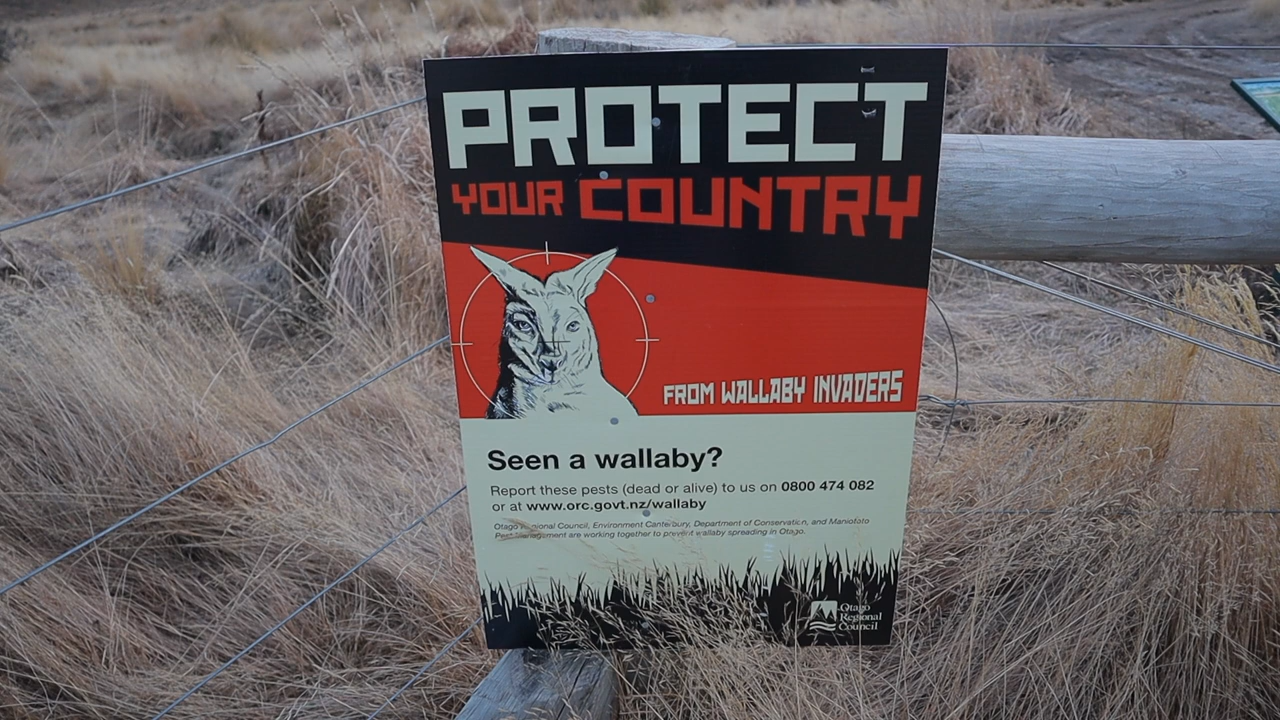 PROTECT
YOUR COUNTRY
FROM WALLABY INVADERS
Seen a wallaby?
Report these pests (dead or alive) to us on 0800 474 082
or at www.orc.govt.nz/wallaby
Otago Regional Council, Environment Canterbury, Department of Conservation, and Maniototo
Pest Management are working together to prevent wallaby spreading in Otago.
Otago
Regional
Council